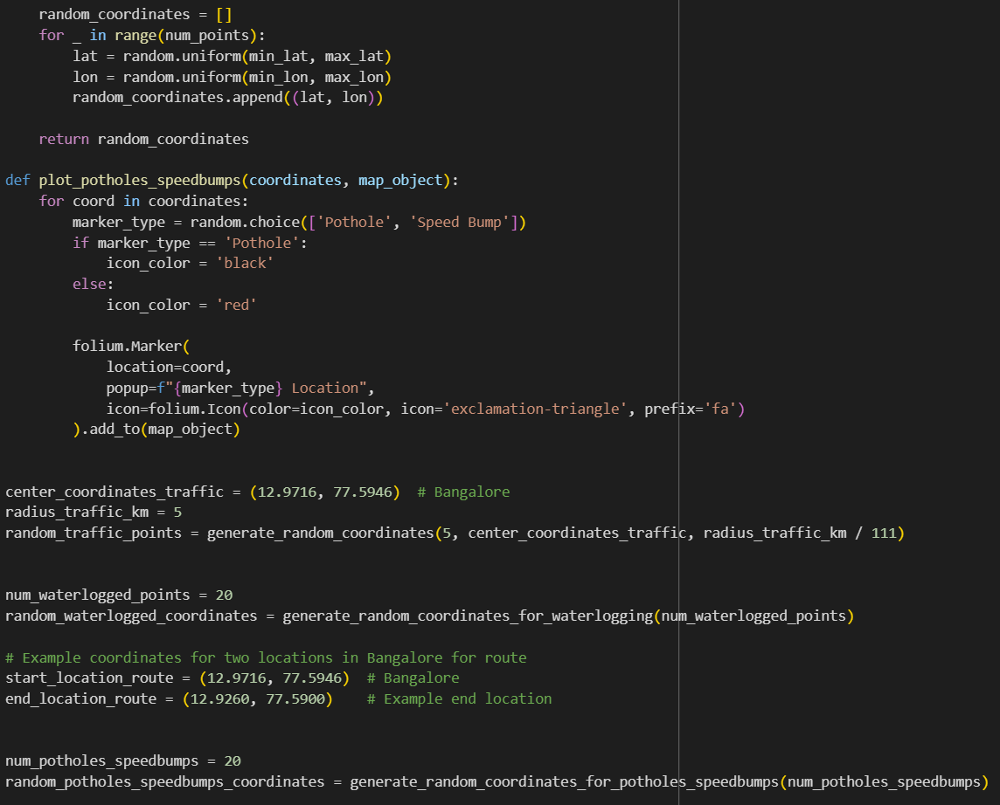 random_coordinates = []
    for _ in range(num_points):
        lat = random.uniform(min_lat, max_lat)
        lon = random.uniform(min_lon, max_lon)
        random_coordinates.append((lat, lon))

    return random_coordinates

def plot_potholes_speedbumps(coordinates, map_object):
    for coord in coordinates:
        marker_type = random.choice(['Pothole', 'Speed Bump'])
        if marker_type == 'Pothole':
            icon_color = 'black'
        else:
            icon_color = 'red'

        folium.Marker(
            location=coord,
            popup=f"{marker_type} Location",
            icon=folium.Icon(color=icon_color, icon='exclamation-triangle', prefix='fa')
        ).add_to(map_object)


center_coordinates_traffic = (12.9716, 77.5946)  # Bangalore
radius_traffic_km = 5
random_traffic_points = generate_random_coordinates(5, center_coordinates_traffic, radius_traffic_km / 111)


num_waterlogged_points = 20
random_waterlogged_coordinates = generate_random_coordinates_for_waterlogging(num_waterlogged_points)

# Example coordinates for two locations in Bangalore for route
start_location_route = (12.9716, 77.5946)  # Bangalore
end_location_route = (12.9260, 77.5900)    # Example end location


num_potholes_speedbumps = 20
random_potholes_speedbumps_coordinates = generate_random_coordinates_for_potholes_speedbumps(num_potholes_speedbumps)